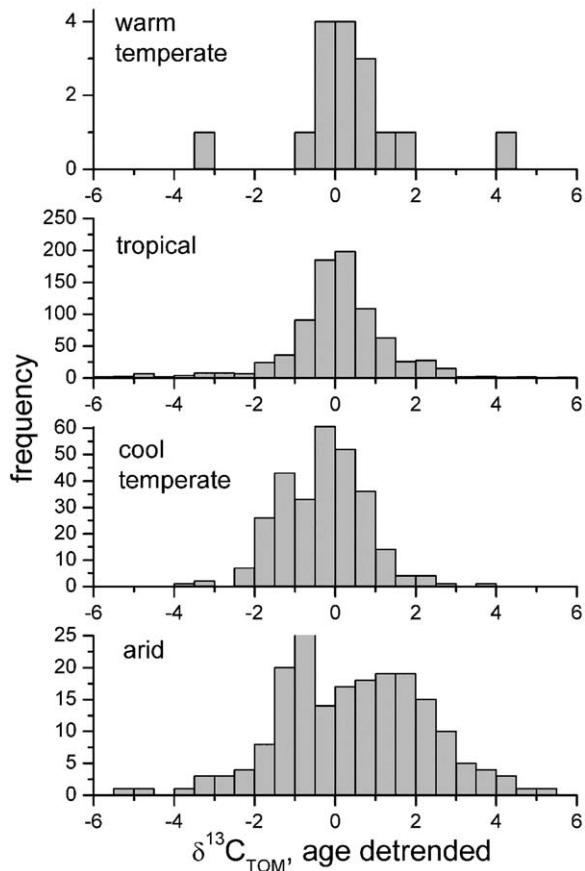 warm
temperate
4
2
0
-6 -4 -2 0 2 4 6
tropical
250
200
150
100
50
0
-6 -4 -2 0 2 4 6
frequency
cool
temperate
60
50
40
30
20
10
0
-6 -4 -2 0 2 4 6
arid
25
20
15
10
5
0
-6 -4 -2 0 2 4 6
δ¹³C_TOM, age detrended